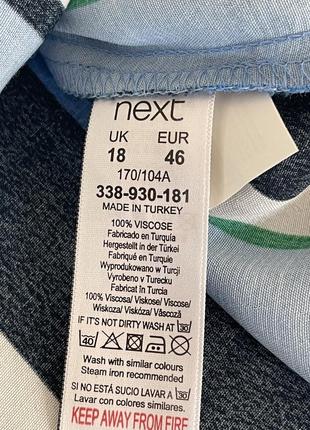 next
UK EUR
18 46
170/104A
338-930-181
MADE IN TURKEY
100% VISCOSE
Fabricado en Turquía
Hergestellt in der Türkei
Fabriqué en Turquie
Wyprodukowano w Turcji
Vyrobeno v Turecku
Fabricat în Turcia
100% Viscosa/ Viskose/ Viscose/
Wiskoza/ Viskóza/ Vâscoză
IF IT'S NOT DIRTY WASH AT 30
40
Wash with similar colours
Steam iron recommended
SI NO ESTÁ SUCIO LAVAR A 30
Lavar con colores similares.
KEEP AWAY FROM FIRE